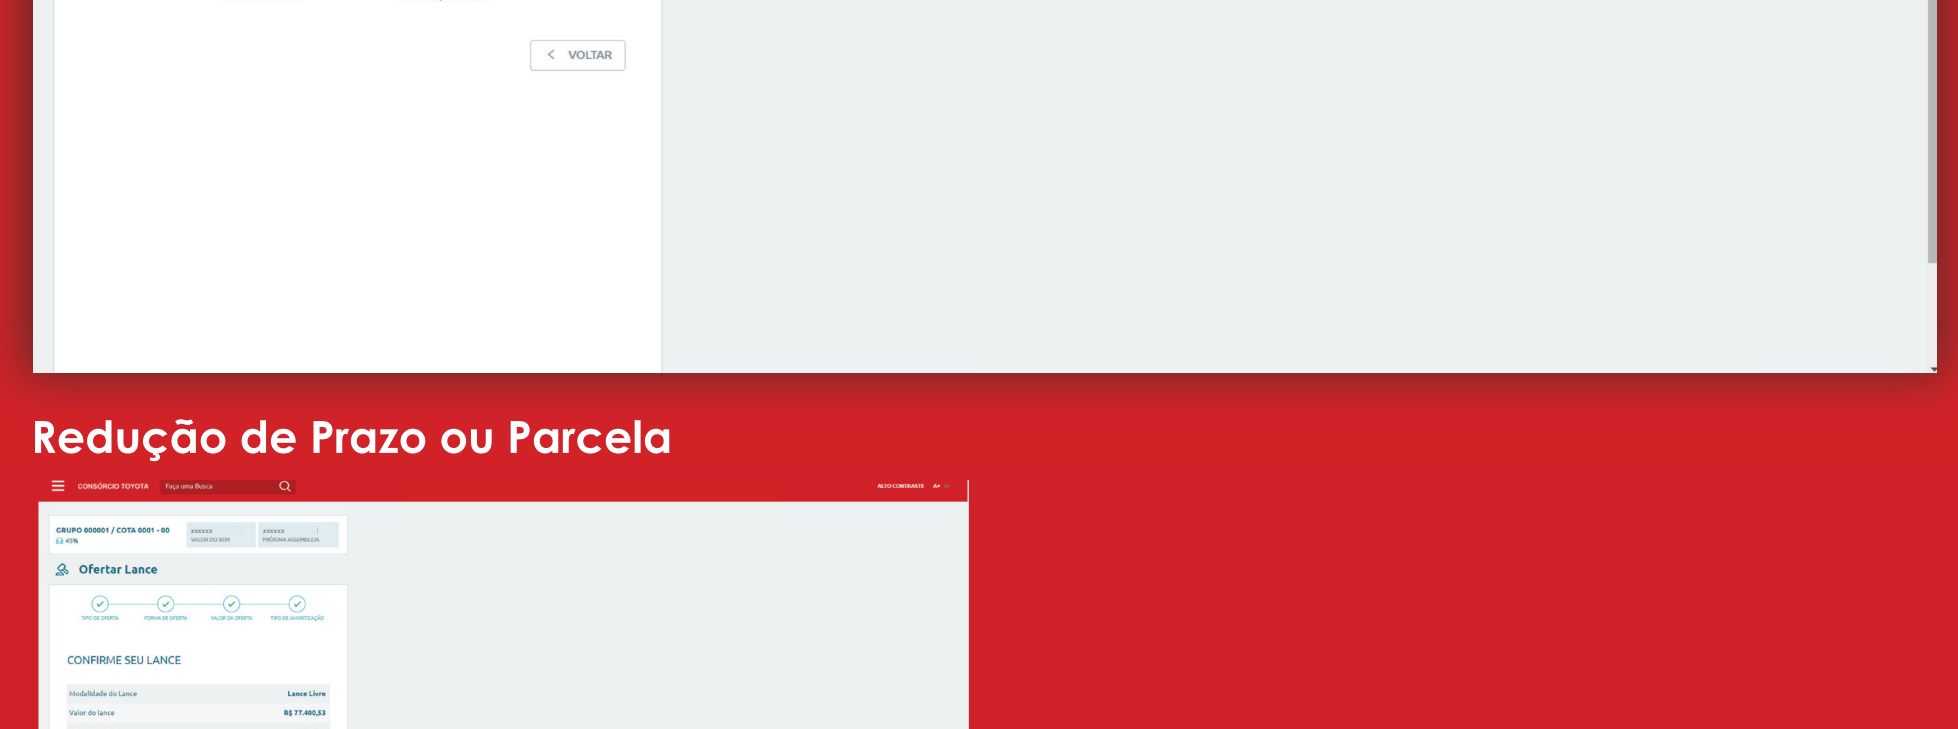 VOLTAR
Redução de Prazo ou Parcela
CONSÓRCIO TOYOTA Faça uma Busca ALTO CONTRASTE A+ A-
GRUPO 000001 / COTA 0001 - 00
45%
xxxxxx
VALOR DO BEM
xxxxxx
PRÓXIMA ASSEMBLEIA
Ofertar Lance
TIPO DE OFERTA FORMA DE OFERTA VALOR DA OFERTA TIPO DE AMORTIZAÇÃO
CONFIRME SEU LANCE
Modalidade do Lance Lance Livre
Valor do lance R$ 77.400,53